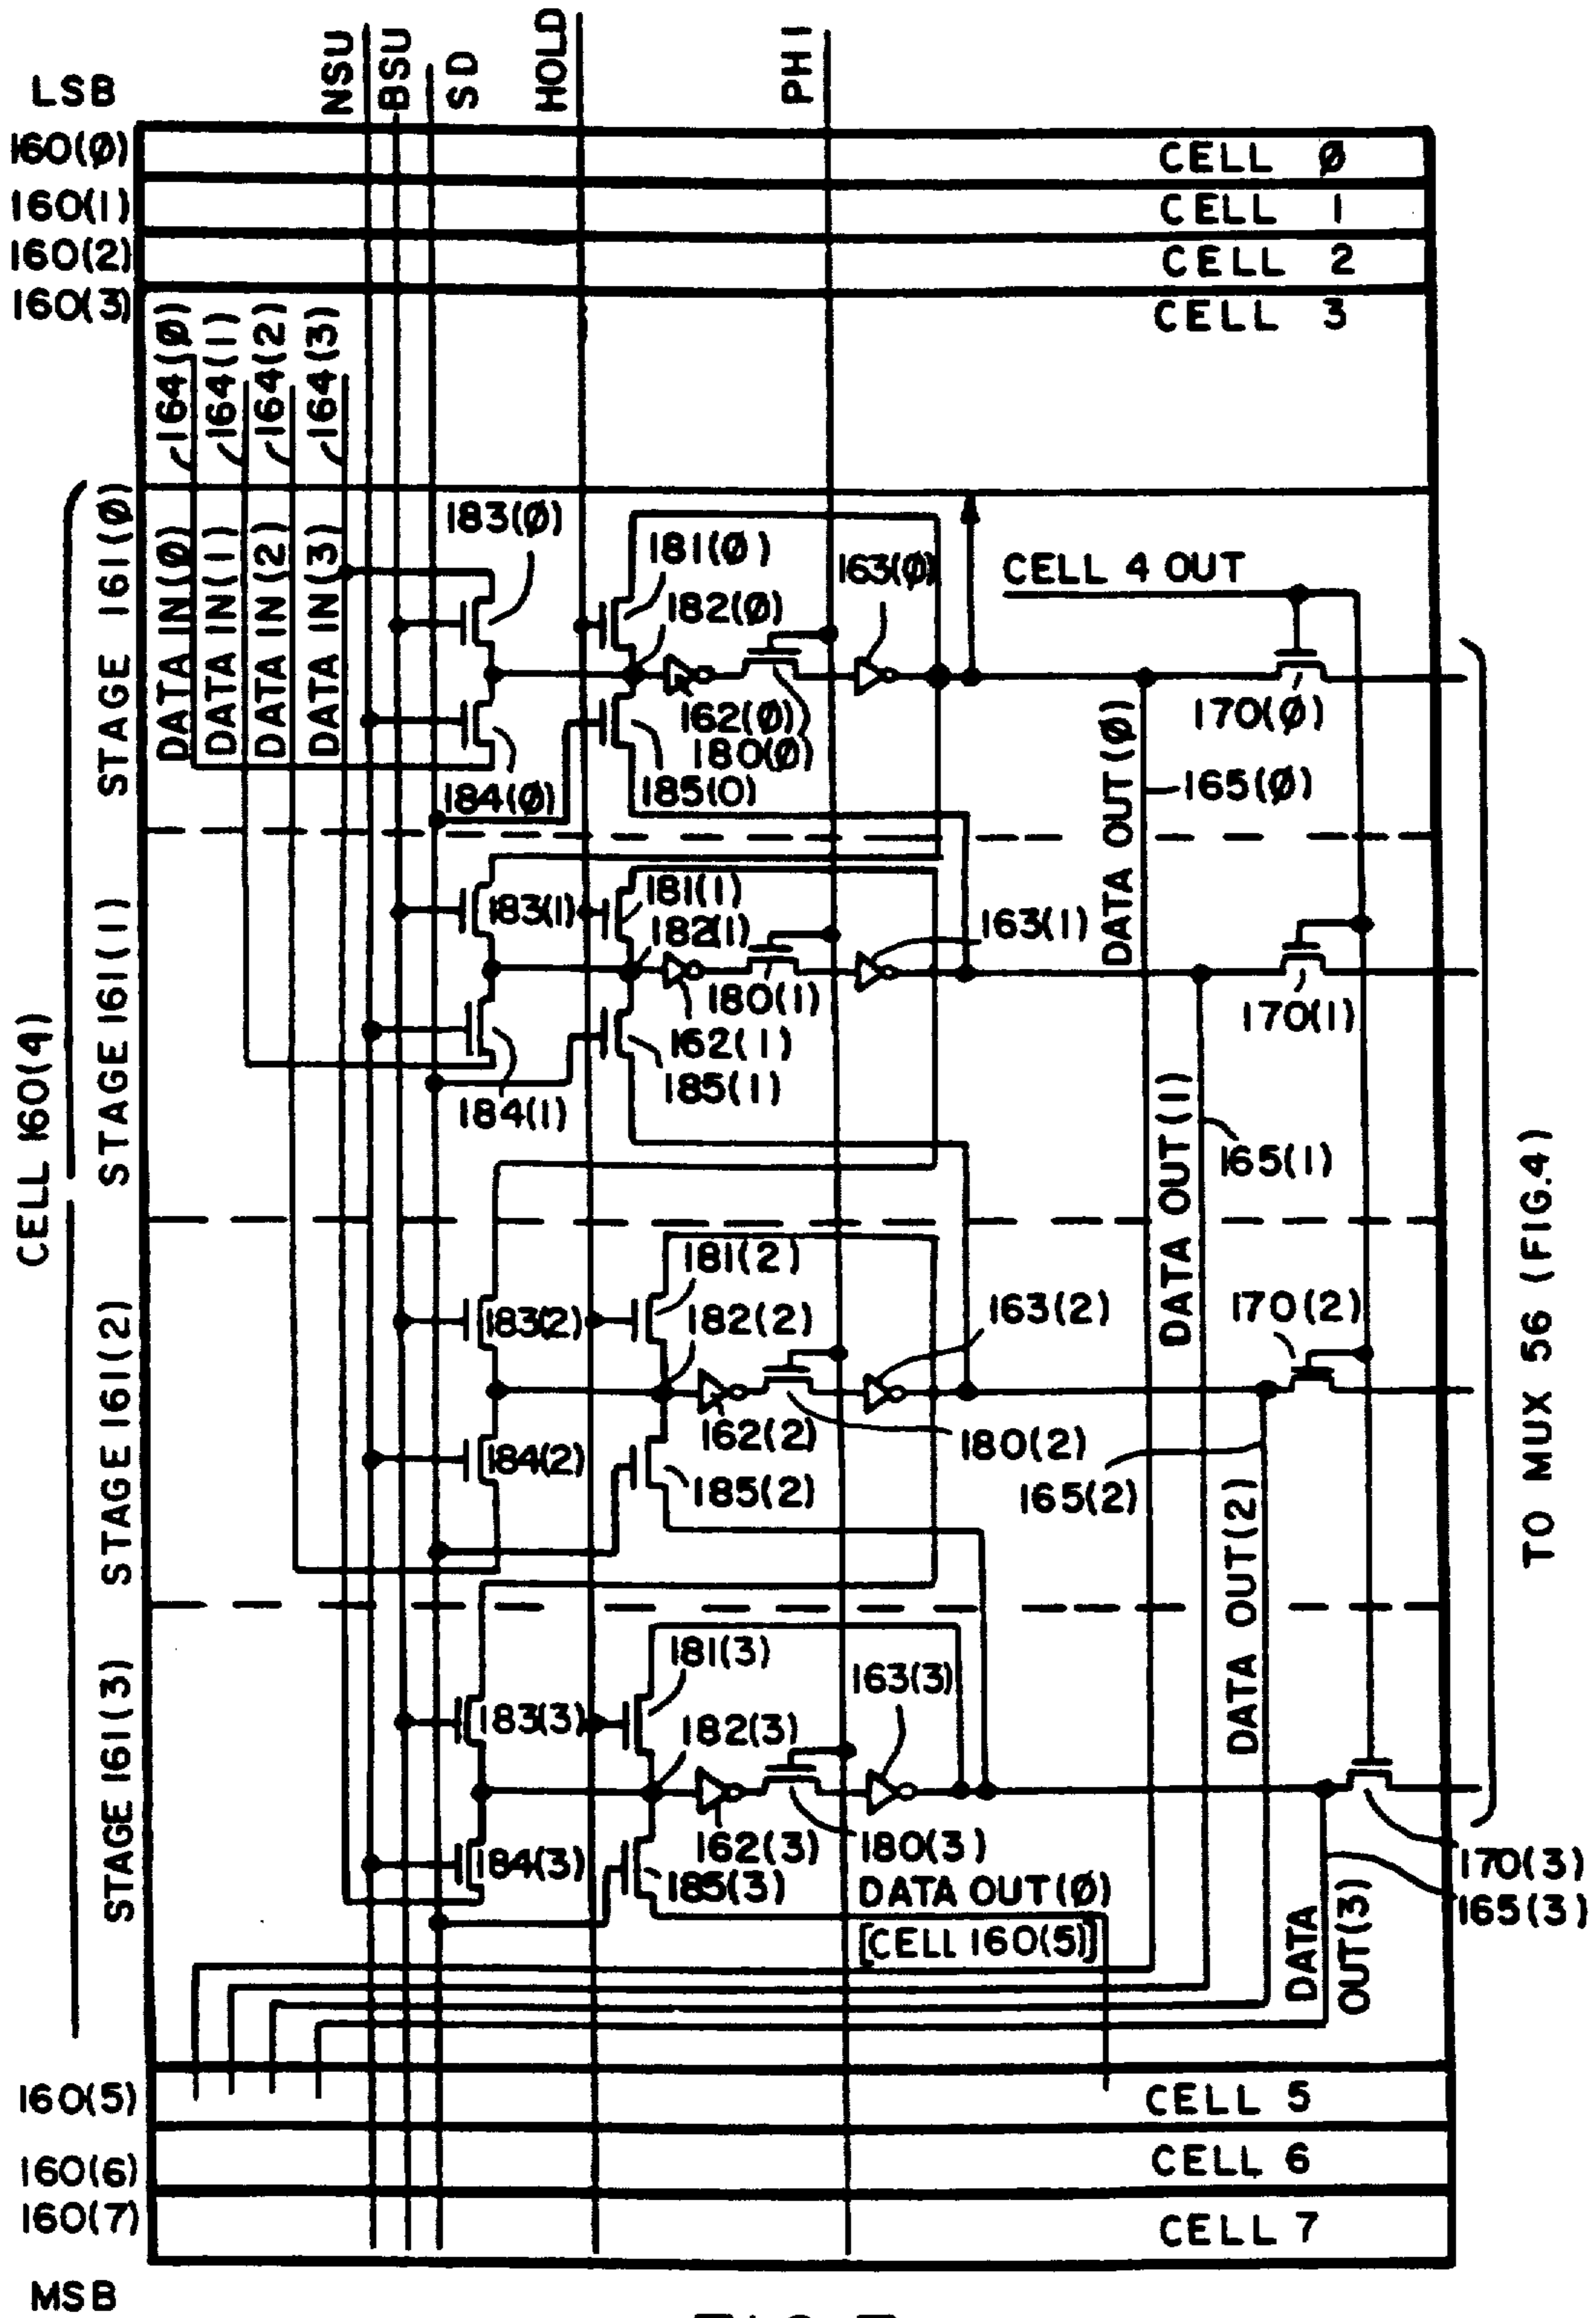 LSB
NSU
BSU
SD
HOLD
PHI
160(Ø)
CELL Ø
160(1)
CELL 1
160(2)
CELL 2
160(3)
CELL 3
164(Ø)
164(1)
164(2)
164(3)
CELL 160(4)
STAGE 161(Ø)
DATA IN(Ø)
DATA IN(1)
DATA IN(2)
DATA IN(3)
183(Ø)
181(Ø)
163(Ø)
CELL 4 OUT
182(Ø)
162(Ø)
180(Ø)
170(Ø)
184(Ø)
185(0)
DATA OUT(Ø)
165(Ø)
STAGE 161(1)
183(1)
181(1)
182(1)
163(1)
180(1)
170(1)
162(1)
185(1)
184(1)
DATA OUT(1)
165(1)
TO MUX 56 (FIG.4)
STAGE 161(2)
181(2)
183(2)
182(2)
163(2)
170(2)
162(2)
180(2)
184(2)
185(2)
165(2)
DATA OUT(2)
STAGE 161(3)
181(3)
163(3)
183(3)
182(3)
162(3)
180(3)
170(3)
184(3)
185(3)
DATA OUT(Ø)
[CELL 160(5)]
165(3)
DATA
OUT(3)
160(5)
CELL 5
160(6)
CELL 6
160(7)
CELL 7
MSB